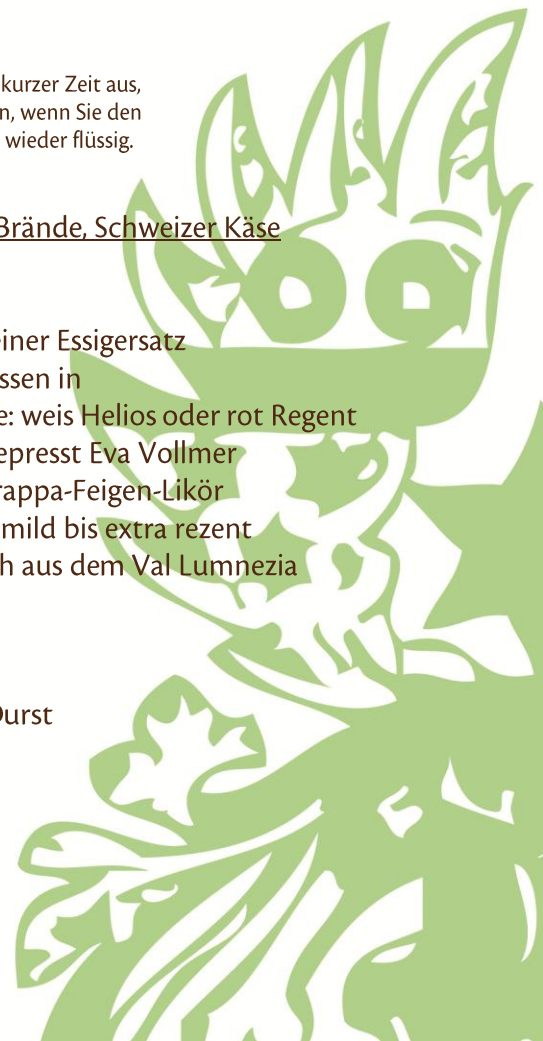 kurzer Zeit aus,
n, wenn Sie den
wieder flüssig.
Brände, Schweizer Käse
einer Essigersatz
ssen in
e: weis Helios oder rot Regent
epresst Eva Vollmer
rappa-Feigen-Likör
mild bis extra rezent
h aus dem Val Lumnezia
Durst